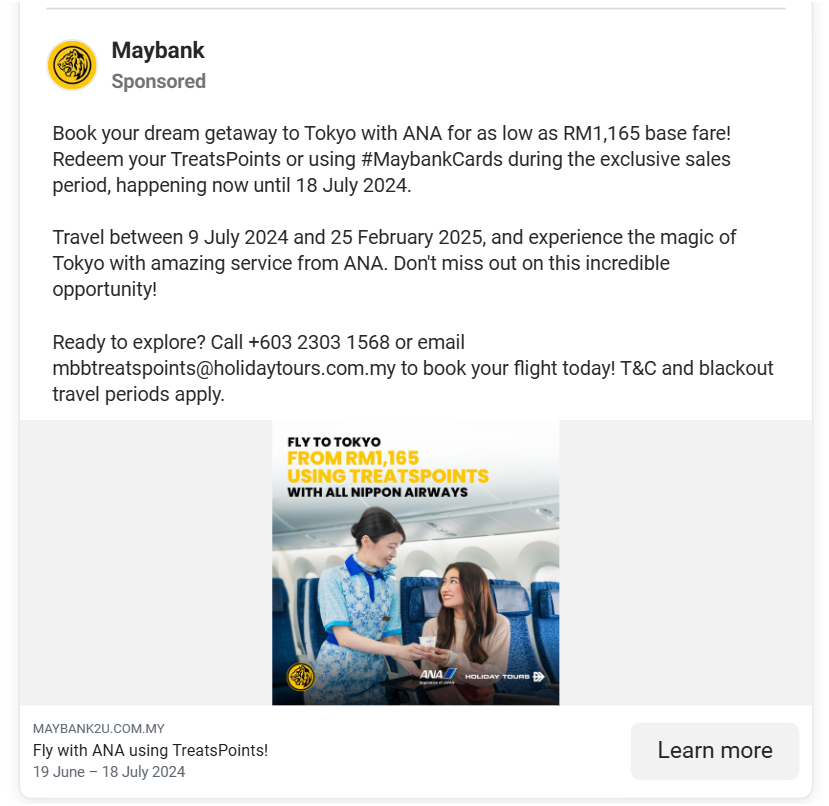 Maybank
Sponsored
Book your dream getaway to Tokyo with ANA for as low as RM1,165 base fare!
Redeem your TreatsPoints or using #MaybankCards during the exclusive sales
period, happening now until 18 July 2024.
Travel between 9 July 2024 and 25 February 2025, and experience the magic of
Tokyo with amazing service from ANA. Don't miss out on this incredible
opportunity!
Ready to explore? Call +603 2303 1568 or email
mbbtreatspoints@holidaytours.com.my to book your flight today! T&C and blackout
travel periods apply.
FLY TO TOKYO
FROM RM1,165
USING TREATSPOINTS
WITH ALL NIPPON AIRWAYS
ANA
HOLIDAY TOURS
MAYBANK2U.COM.MY
Fly with ANA using TreatsPoints!
19 June – 18 July 2024
Learn more